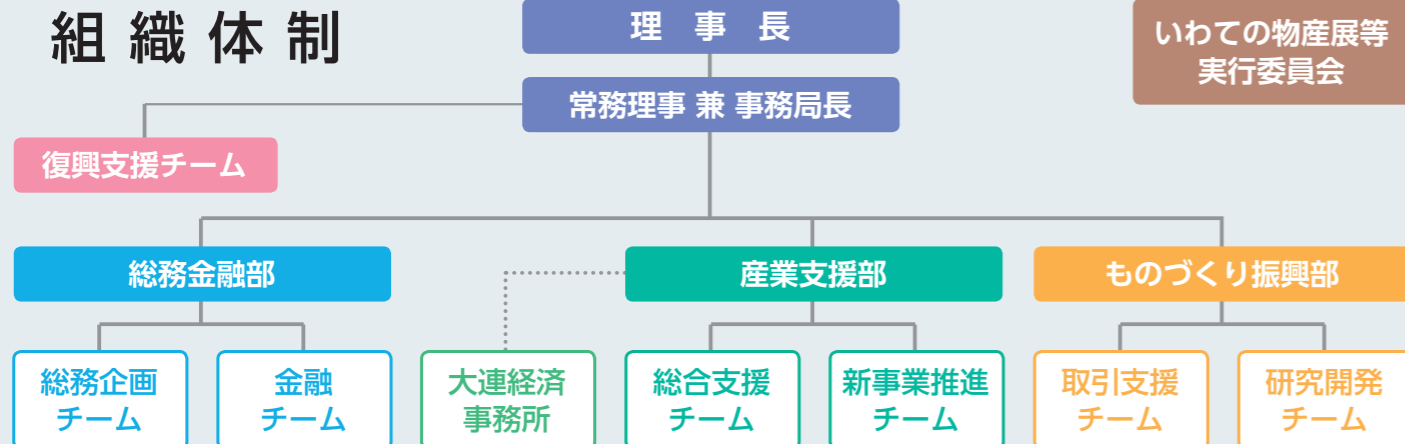 組織体制
理事長
いわての物産展等
実行委員会
常務理事 兼 事務局長
復興支援チーム
総務金融部
産業支援部
ものづくり振興部
総務企画
チーム
金融
チーム
大連経済
事務所
総合支援
チーム
新事業推進
チーム
取引支援
チーム
研究開発
チーム